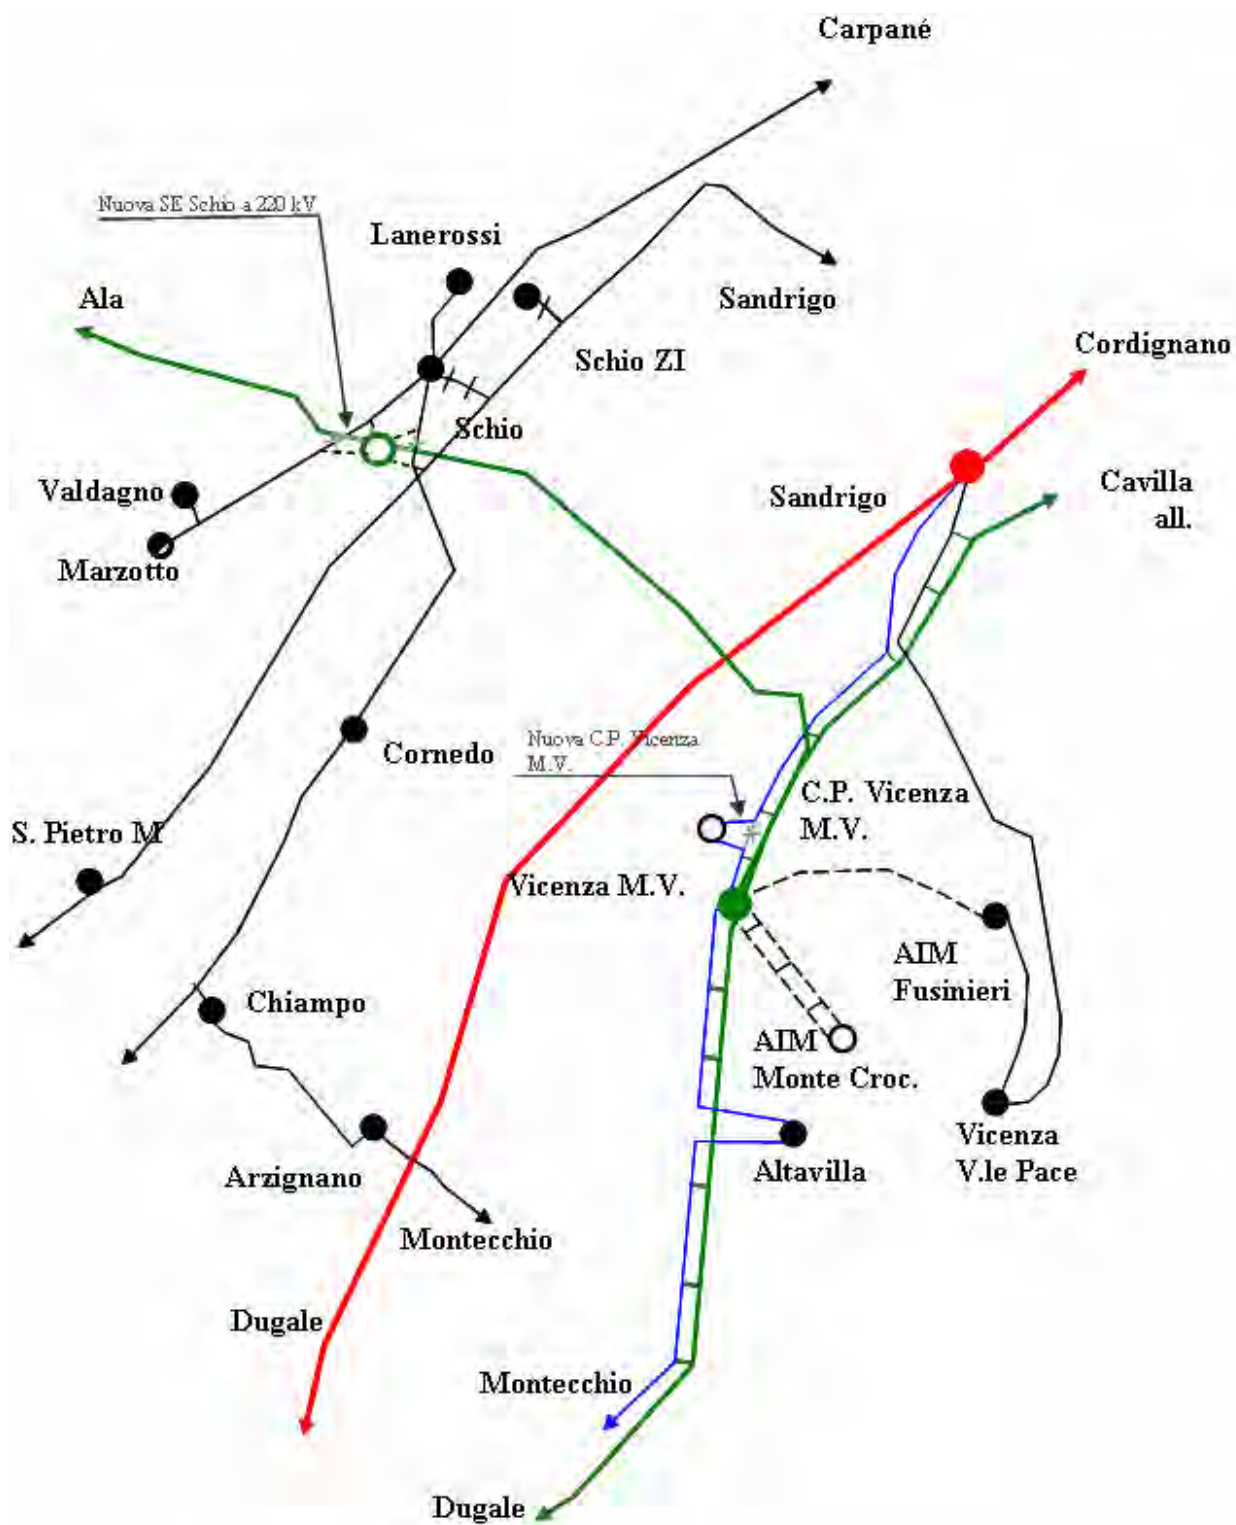 Carpané
Nuova SE Schio a 220 kV
Lanerossi
Ala
Sandrigo
Schio ZI
Cordignano
Schio
Valdagno
Sandrigo
Cavilla
all.
Marzotto
Nuova C.P. Vicenza
M.V.
Cornedo
C.P. Vicenza
M.V.
S. Pietro M
Vicenza M.V.
AIM
Fusinieri
Chiampo
AIM
Monte Croc.
Vicenza
V.le Pace
Arzignano
Altavilla
Montecchio
Dugale
Montecchio
Dugale